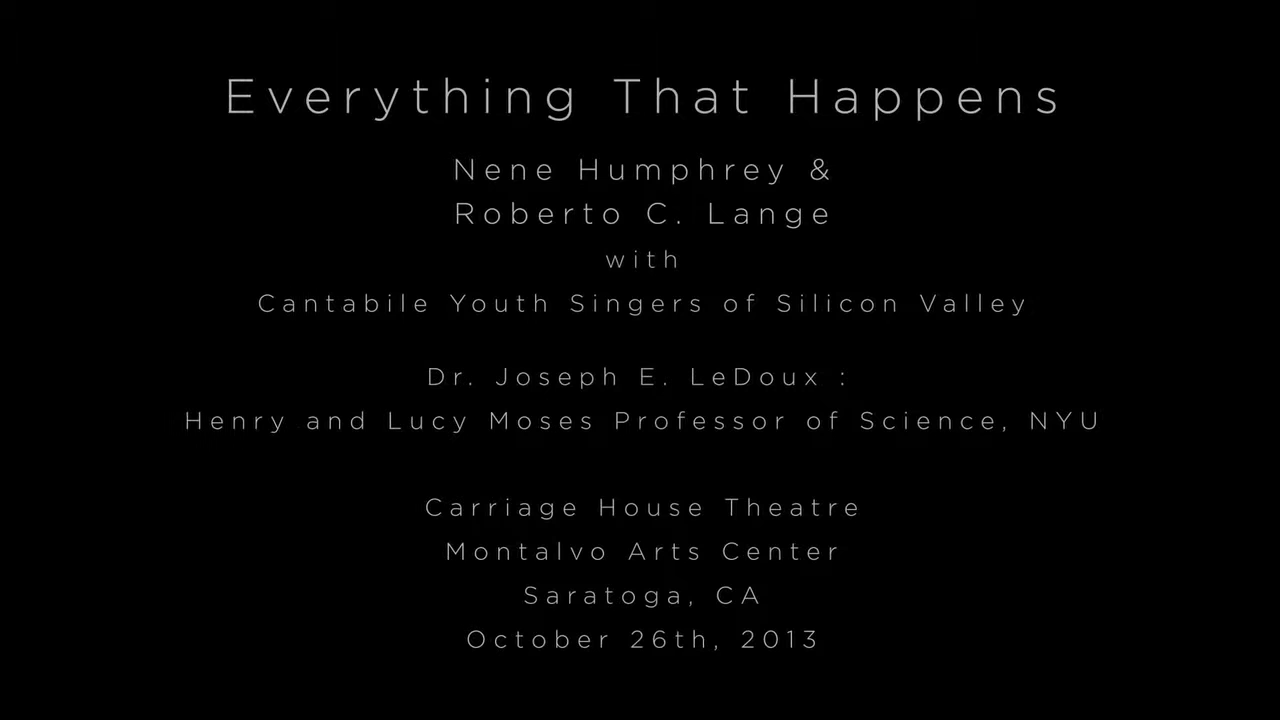 Everything That Happens
Nene Humphrey &
Roberto C. Lange
with
Cantabile Youth Singers of Silicon Valley
Dr. Joseph E. LeDoux :
Henry and Lucy Moses Professor of Science, NYU
Carriage House Theatre
Montalvo Arts Center
Saratoga, CA
October 26th, 2013